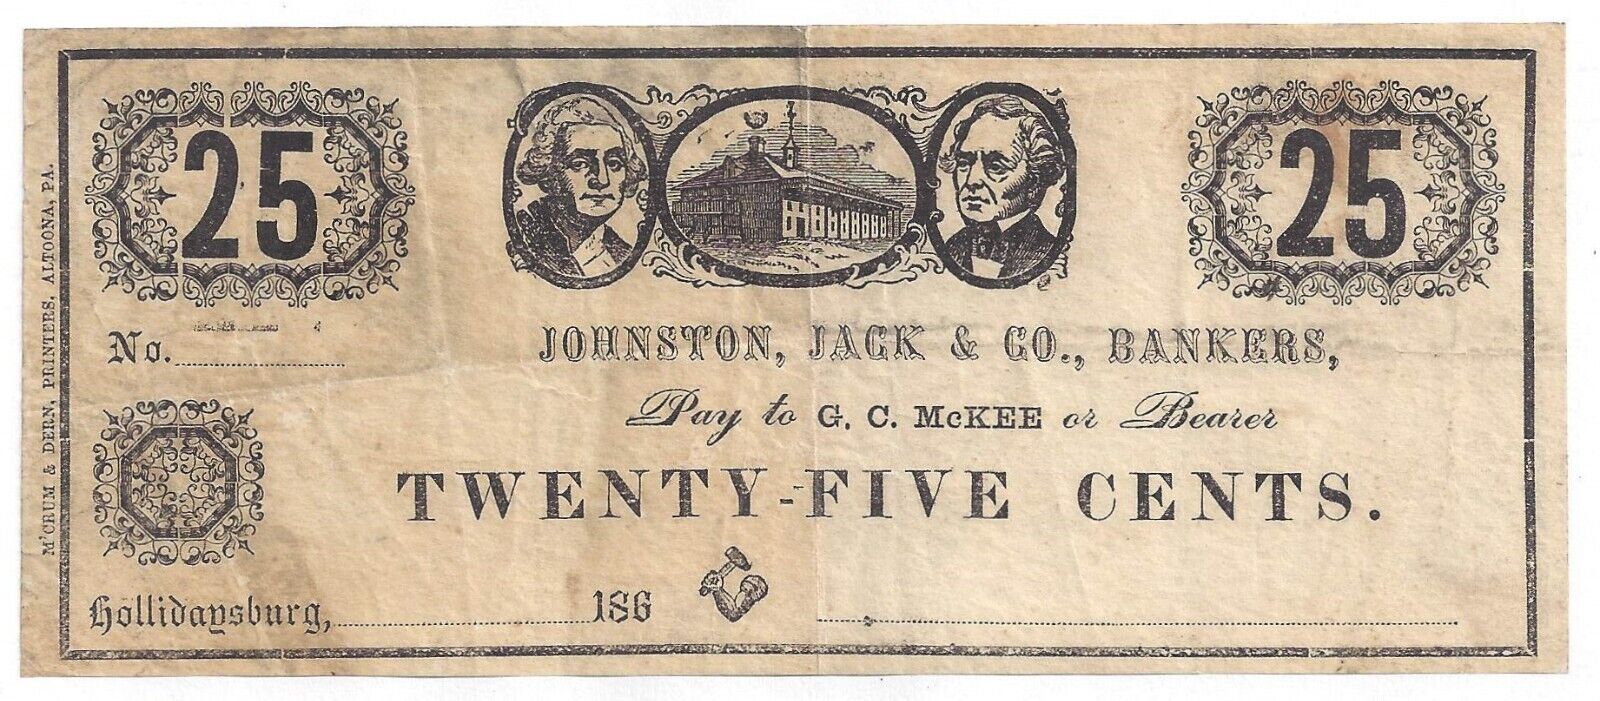 25
25
No.
JOHNSTON, JACK & CO., BANKERS,
Pay to G. C. McKEE or Bearer
TWENTY-FIVE CENTS.
Hollidaysburg, 186
M'CRUM & DERN, PRINTERS, ALTOONA, PA.